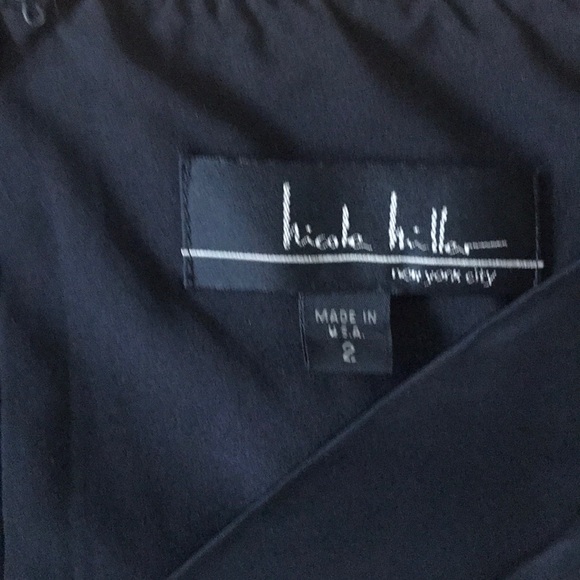 nicole miller
new york city
MADE IN
U.S.A.
2